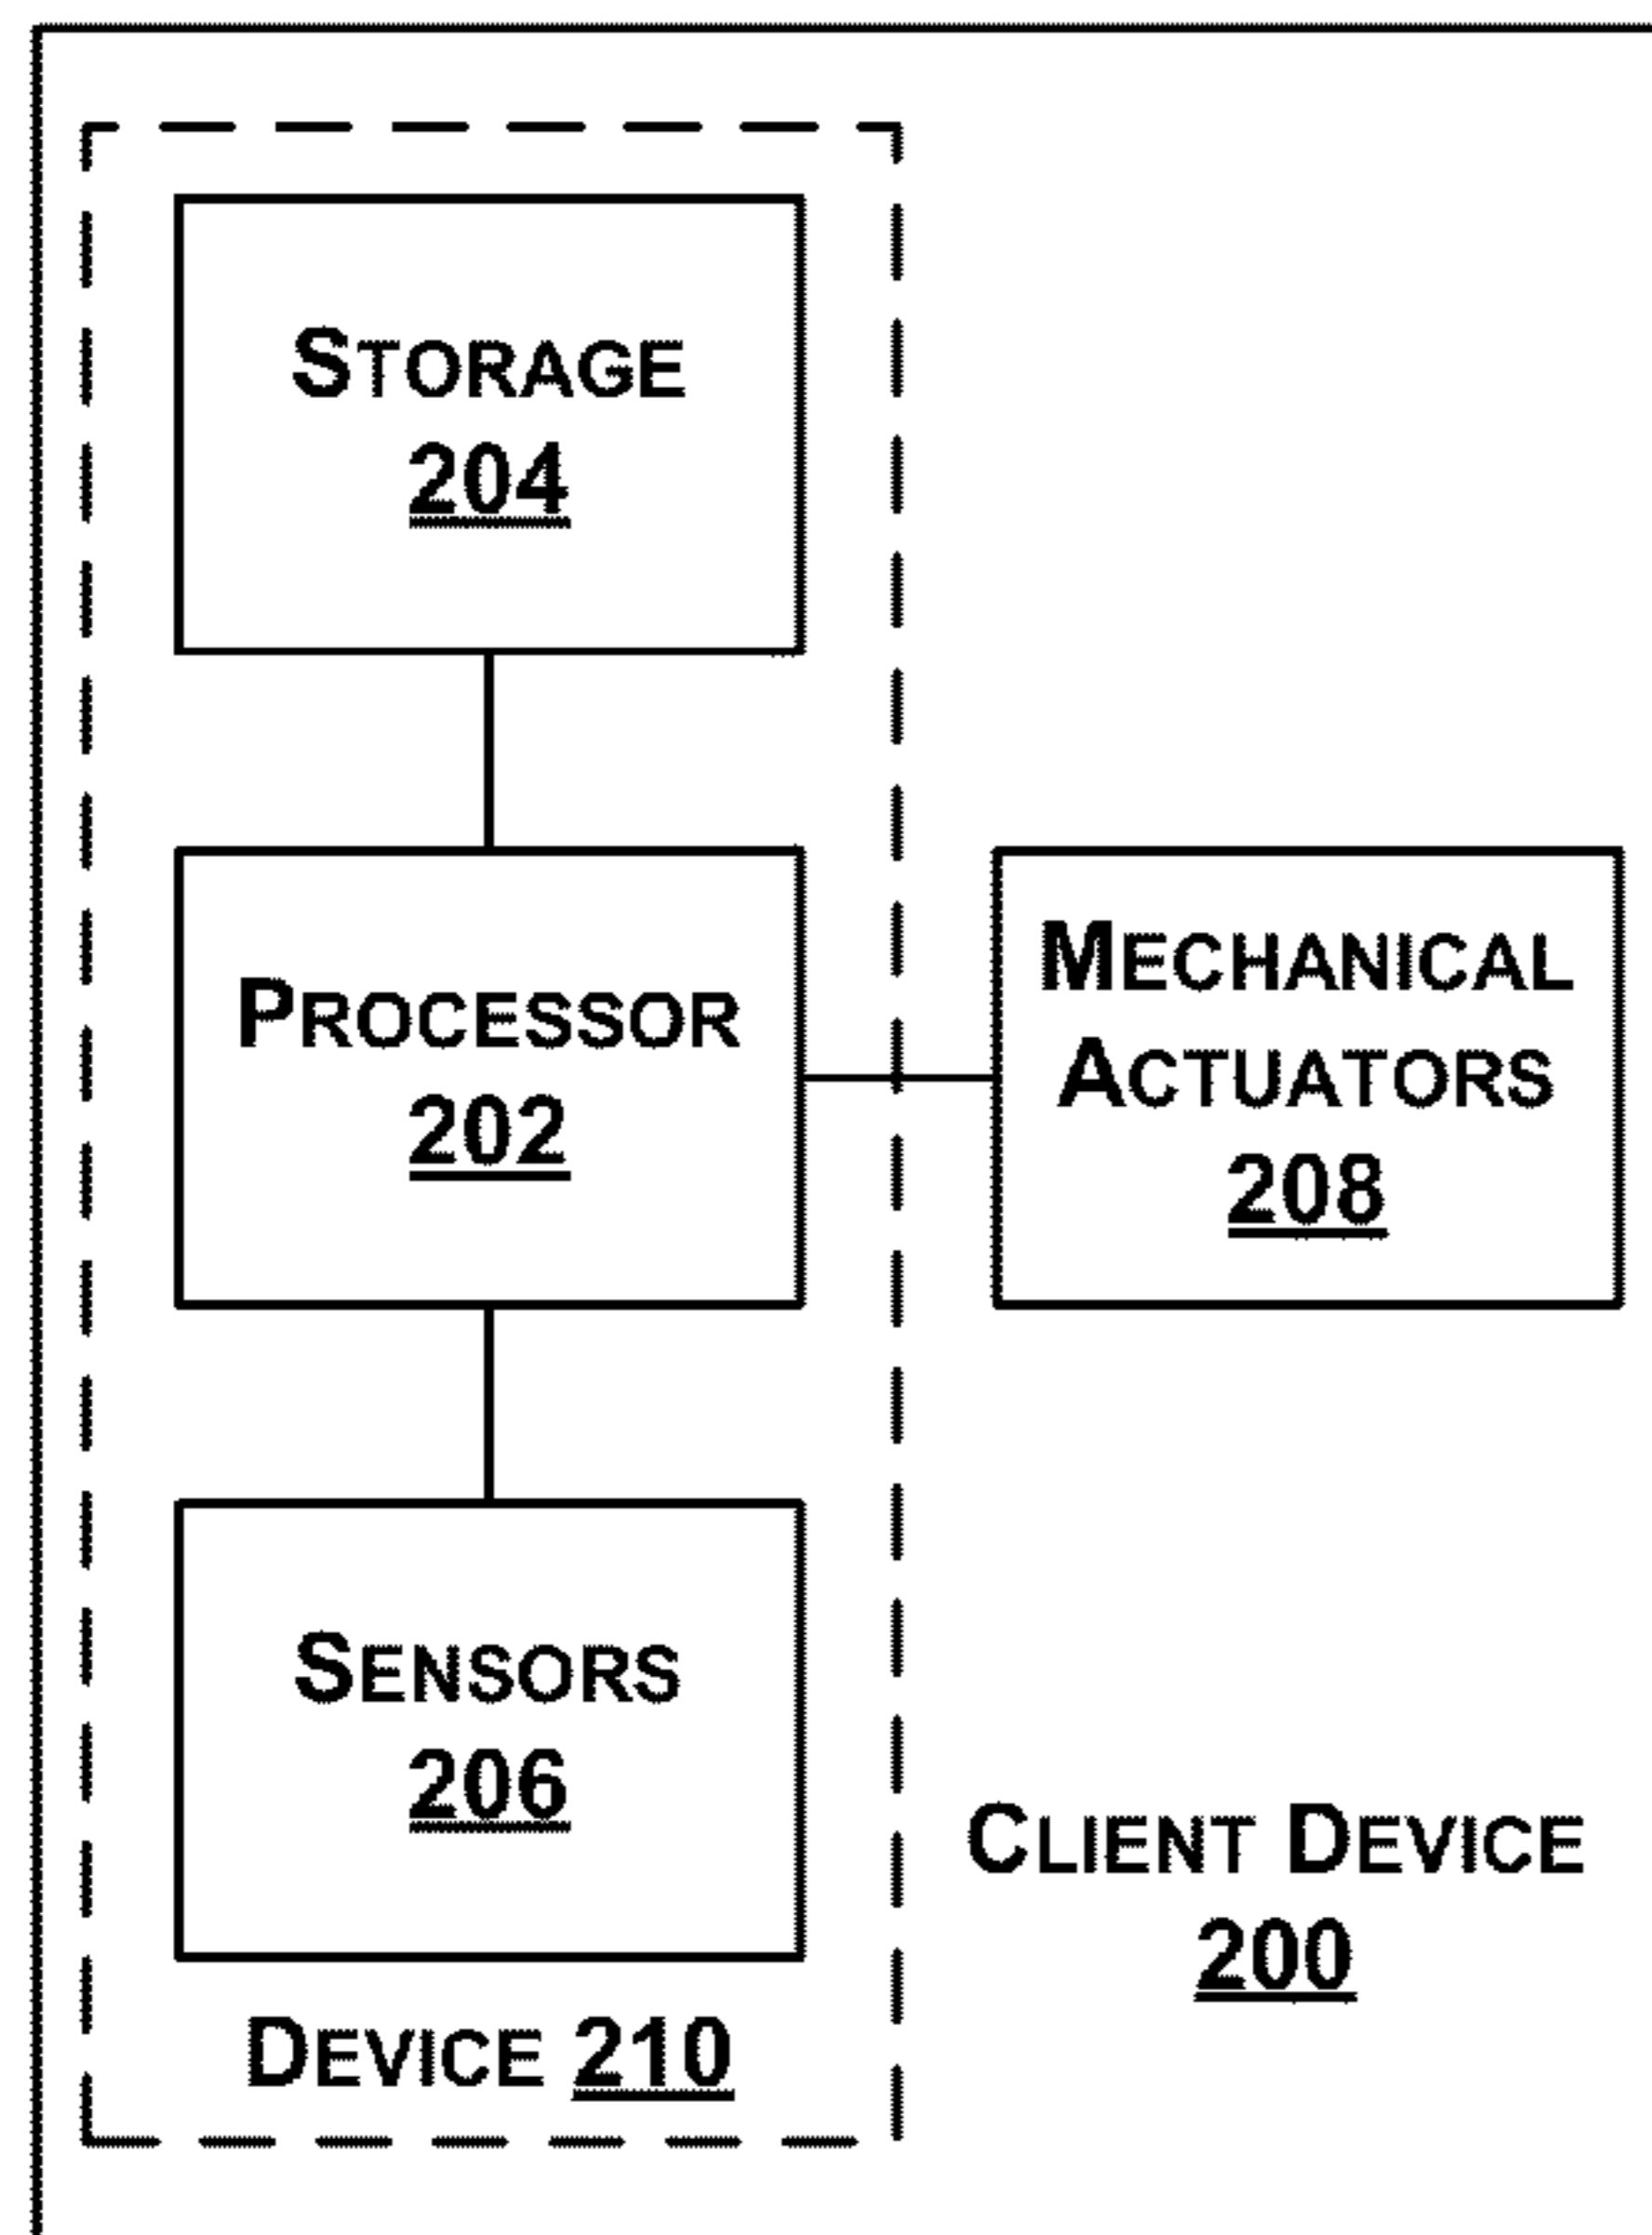 STORAGE
204
PROCESSOR
202
MECHANICAL
ACTUATORS
208
SENSORS
206
CLIENT DEVICE
200
DEVICE 210